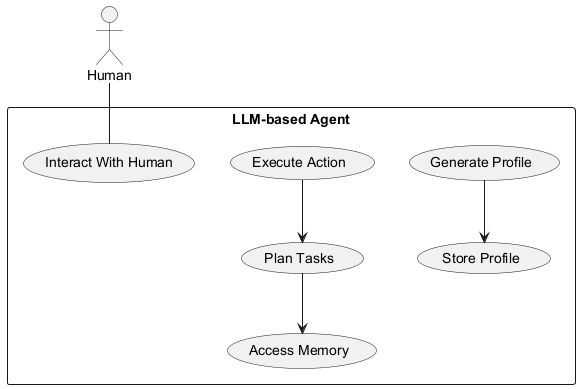 Human
LLM-based Agent
Interact With Human
Execute Action
Generate Profile
Plan Tasks
Store Profile
Access Memory